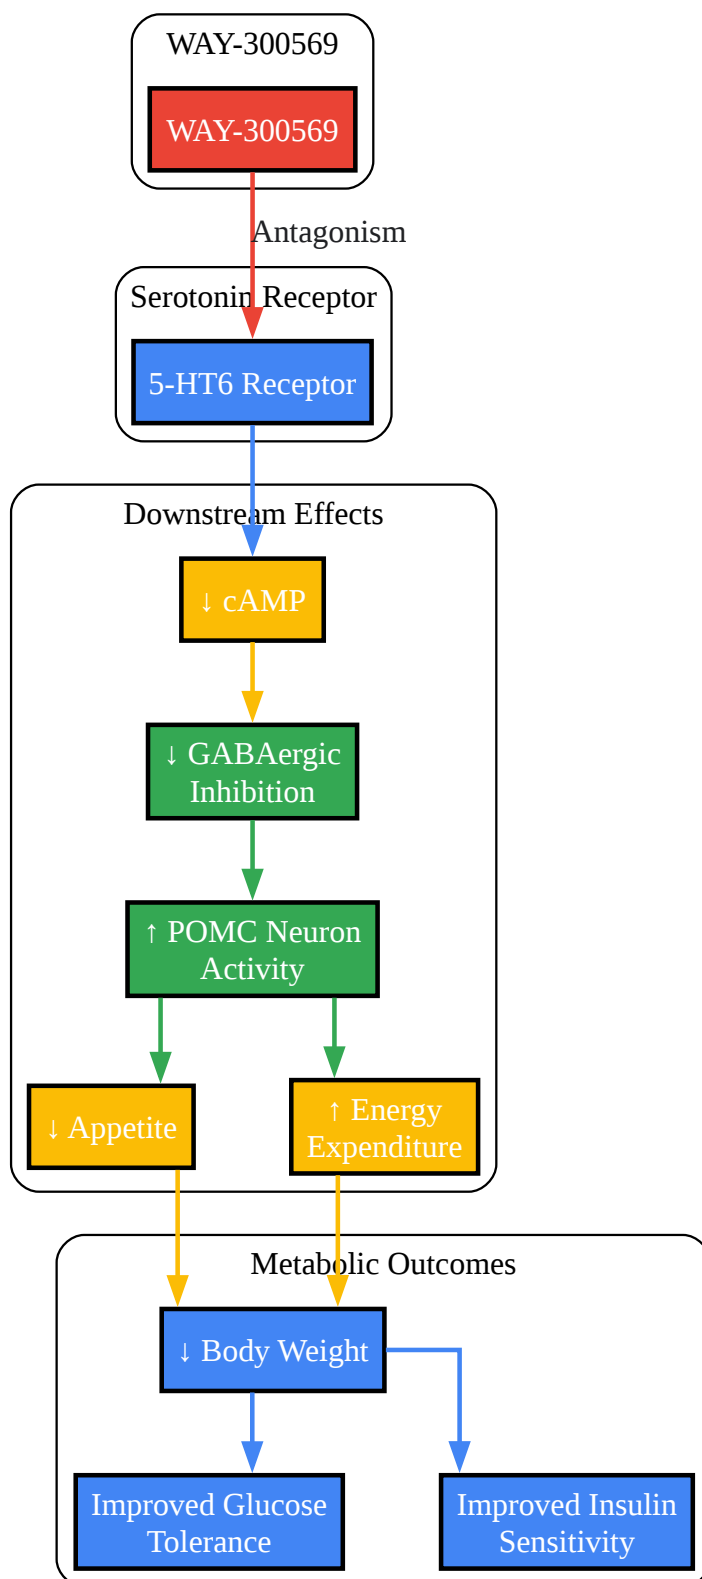 WAY-300569
WAY-300569
Antagonism
Serotonin Receptor
5-HT6 Receptor
Downstream Effects
↓ cAMP
↓ GABAergic
Inhibition
↑ POMC Neuron
Activity
↓ Appetite
↑ Energy
Expenditure
Metabolic Outcomes
↓ Body Weight
Improved Glucose
Tolerance
Improved Insulin
Sensitivity